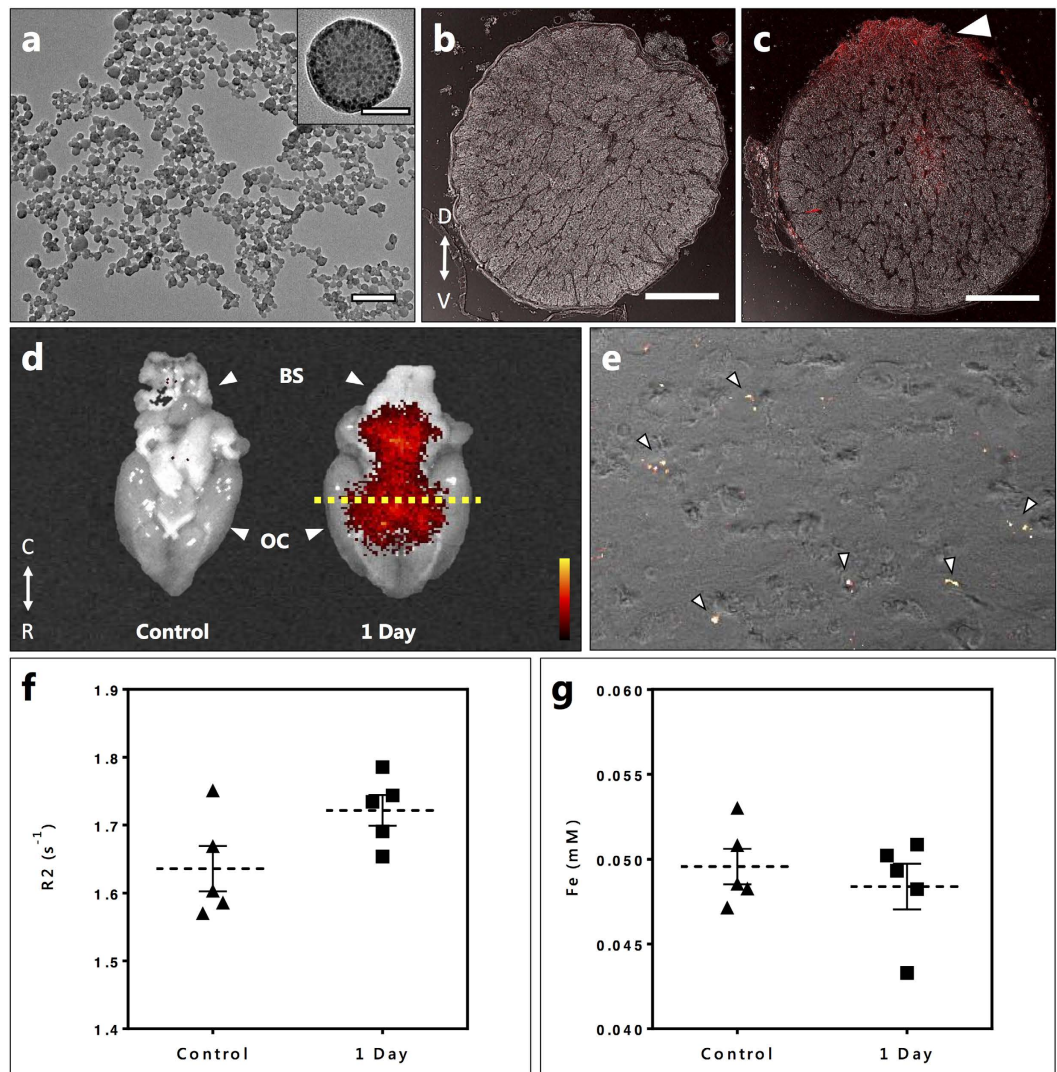 a
b
c
D
V
d
BS
OC
C
R
Control
1 Day
e
f
1.9
1.8
1.7
1.6
1.5
1.4
R2 (s⁻¹)
Control
1 Day
g
0.060
0.055
0.050
0.045
0.040
Fe (mM)
Control
1 Day